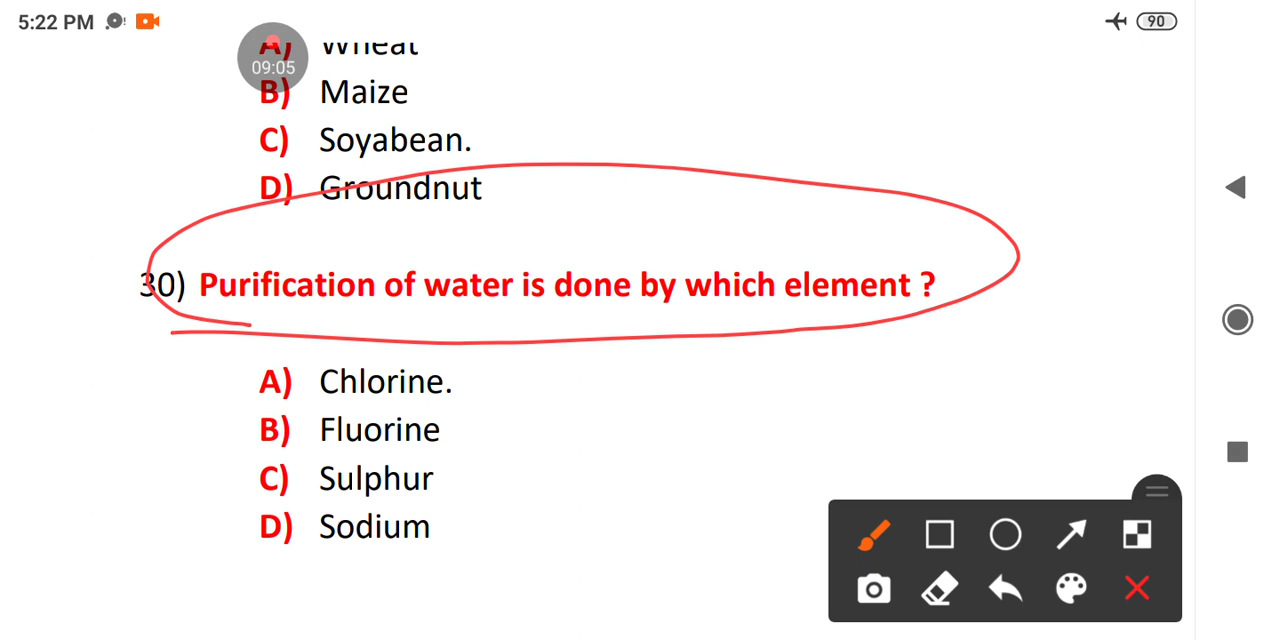 5:22 PM
90
A) Wheat
09:05
B) Maize
C) Soyabean.
D) Groundnut
30) Purification of water is done by which element ?
A) Chlorine.
B) Fluorine
C) Sulphur
D) Sodium